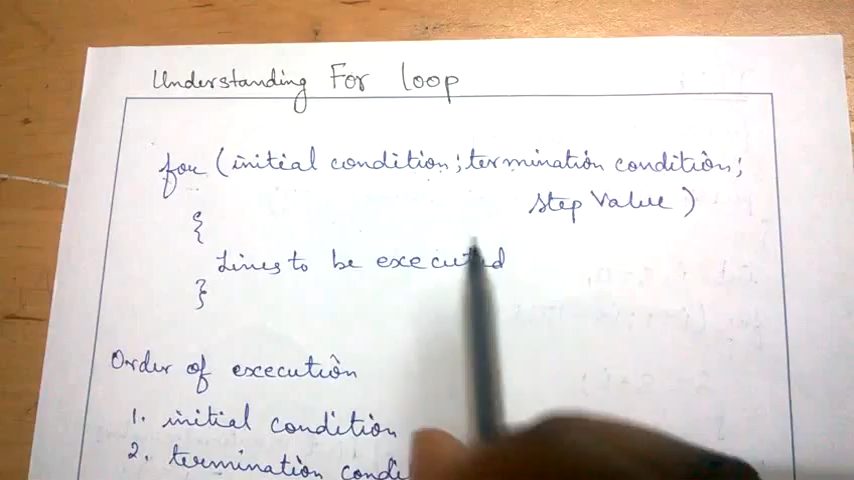 Understanding For loop
for (initial condition; termination condition;
step Value)
{
Lines to be executed
}
Order of execution
1. initial condition
2. termination condi